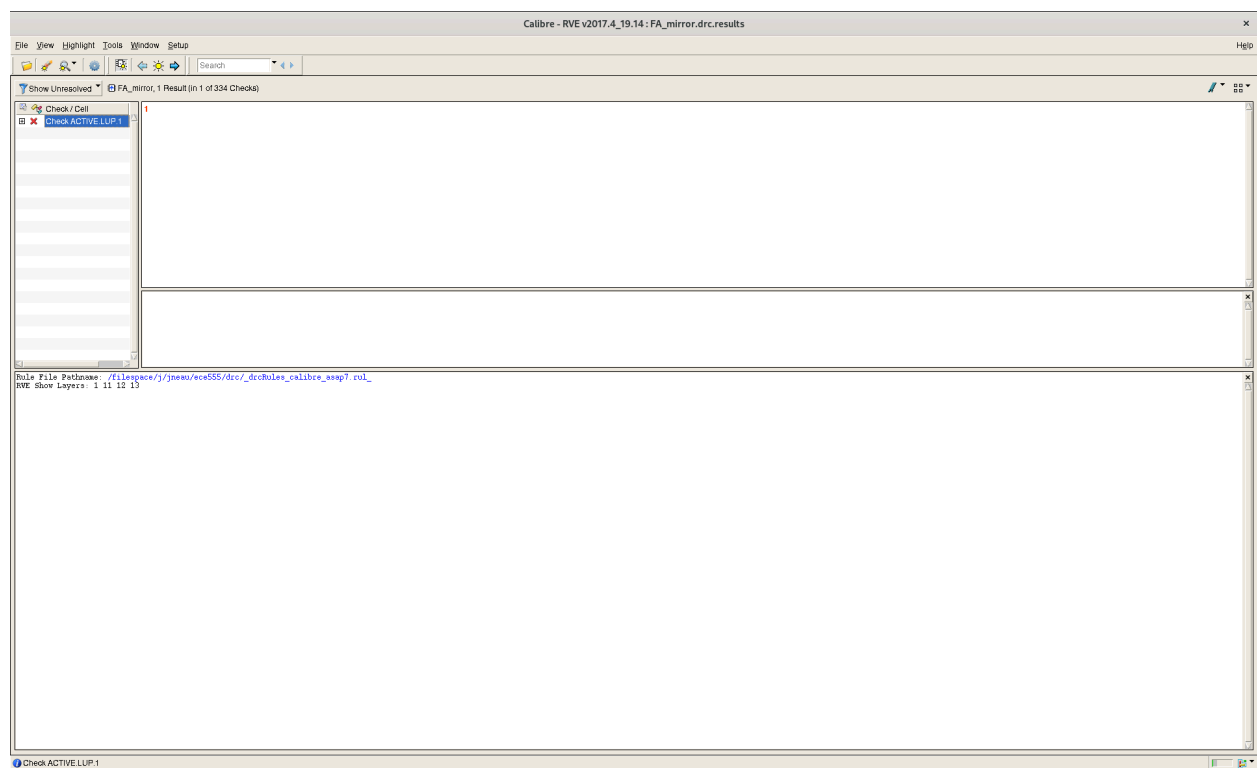 Calibre - RVE v2017.4_19.14 : FA_mirror.drc.results
File View Highlight Tools Window Setup Help
Search
Show Unresolved FA_mirror, 1 Result (in 1 of 334 Checks)
Check / Cell
Check ACTIVE.LUP.1
1
Rule File Pathname: /filespace/j/jneau/ece555/drc/_drcRules_calibre_asap7.rul_
RVE Show Layers: 1 11 12 13
Check ACTIVE.LUP.1